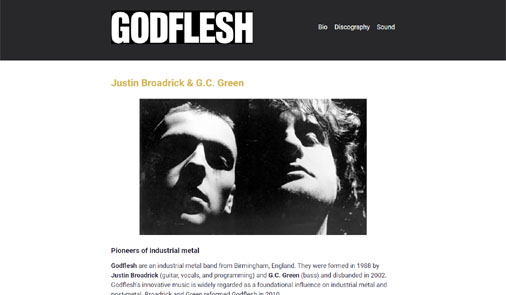 GODFLESH
Bio Discography Sound
Justin Broadrick & G.C. Green
Pioneers of industrial metal
Godflesh are an industrial metal band from Birmingham, England. They were formed in 1988 by
Justin Broadrick (guitar, vocals, and programming) and G.C. Green (bass) and disbanded in 2002.
Godflesh's innovative music is widely regarded as a foundational influence on industrial metal and
post-metal. Broadrick and Green reformed Godflesh in 2010.